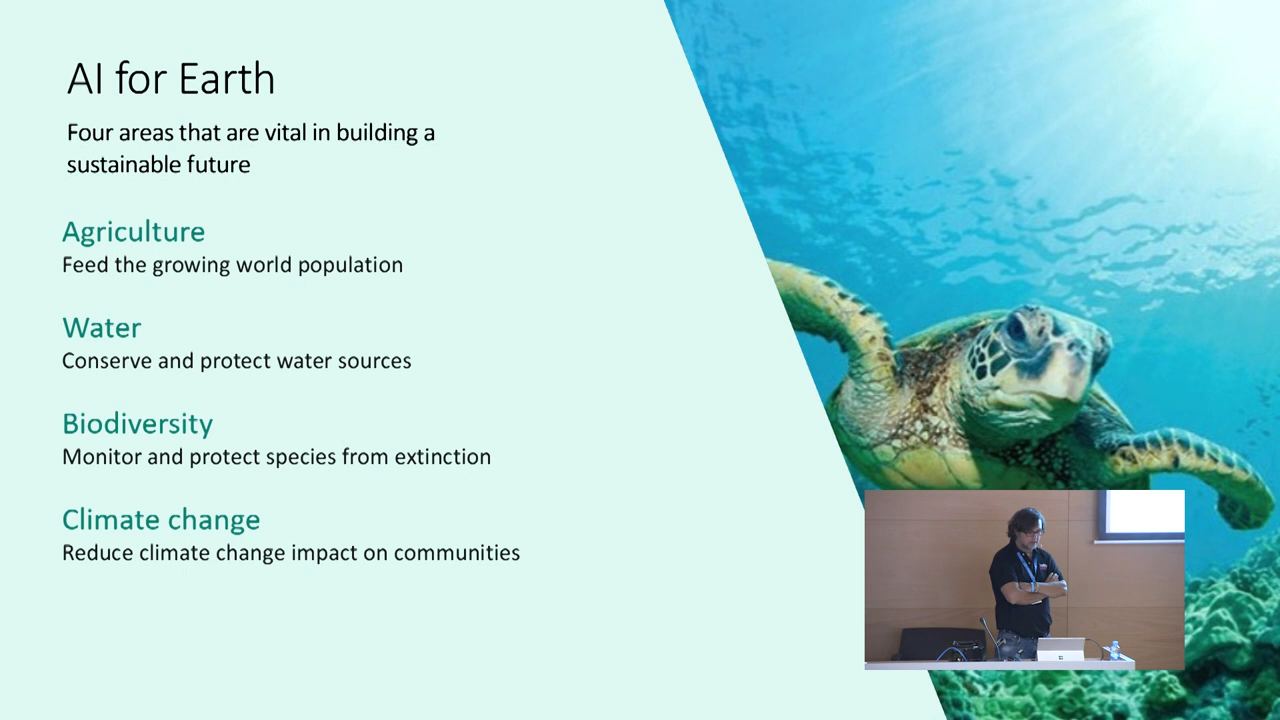 AI for Earth
Four areas that are vital in building a
sustainable future
Agriculture
Feed the growing world population
Water
Conserve and protect water sources
Biodiversity
Monitor and protect species from extinction
Climate change
Reduce climate change impact on communities